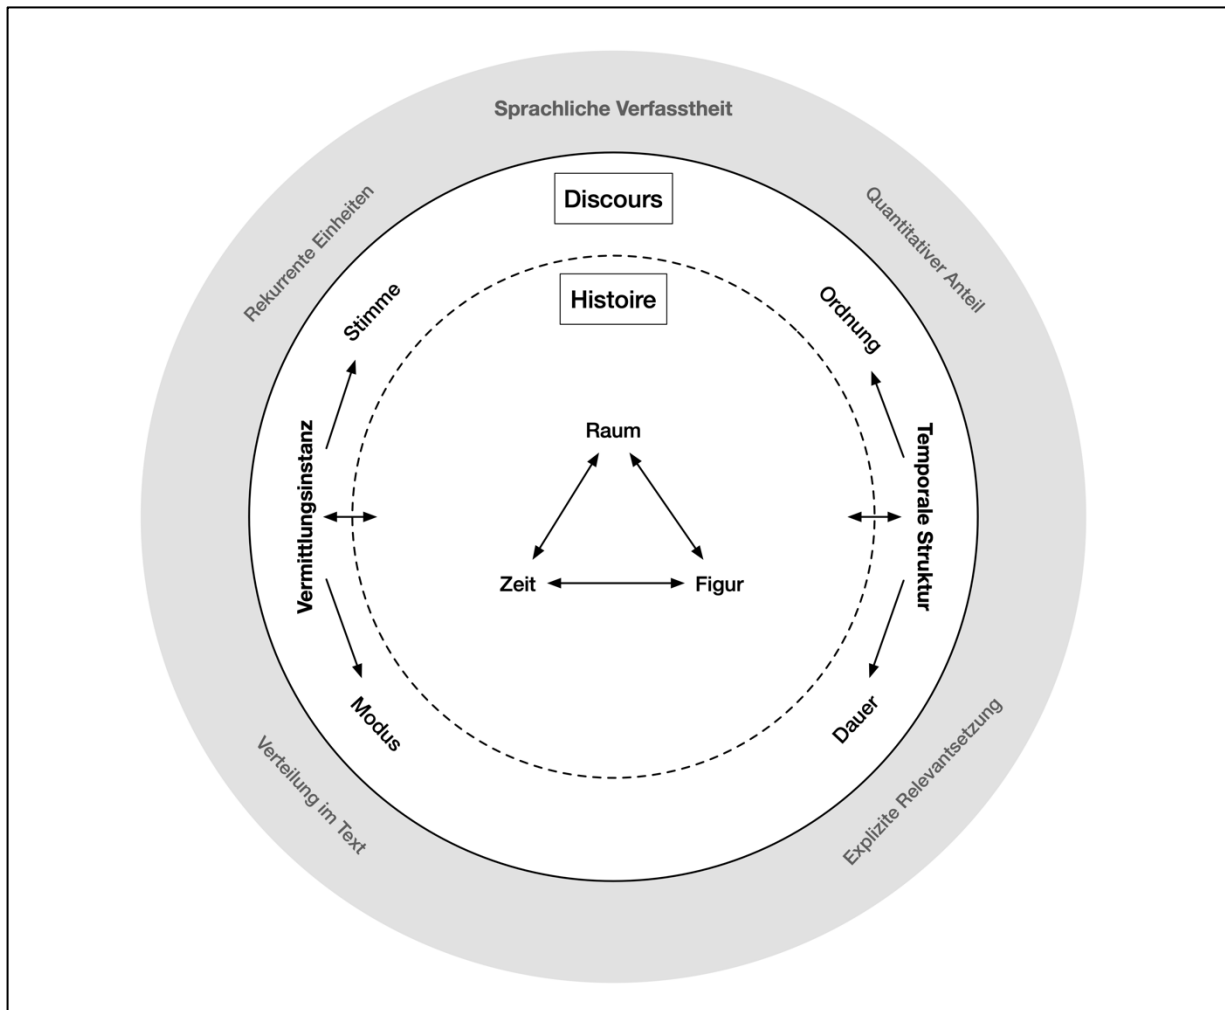 Sprachliche Verfasstheit
Discours
Rekurrente Einheiten
Quantitativer Anteil
Histoire
Stimme
Ordnung
Raum
Vermittlungsinstanz
Temporale Struktur
Zeit
Figur
Modus
Dauer
Verteilung im Text
Explizite Relevantsetzung